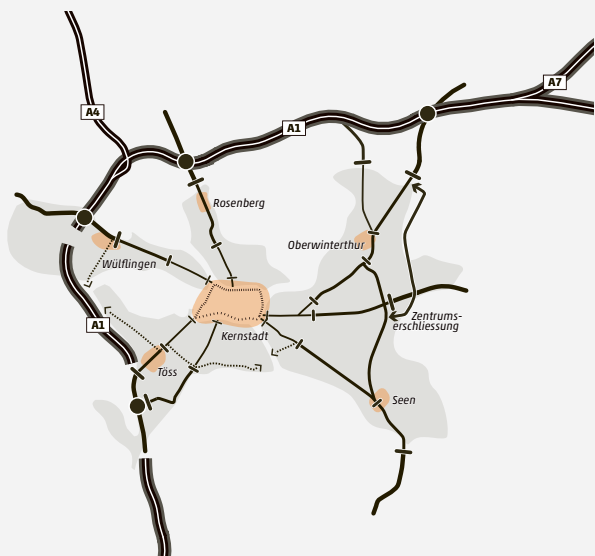 A7
A4
A1
Rosenberg
Oberwinterthur
Wülflingen
Zentrums-
erschliessung
A1
Kernstadt
Töss
Seen